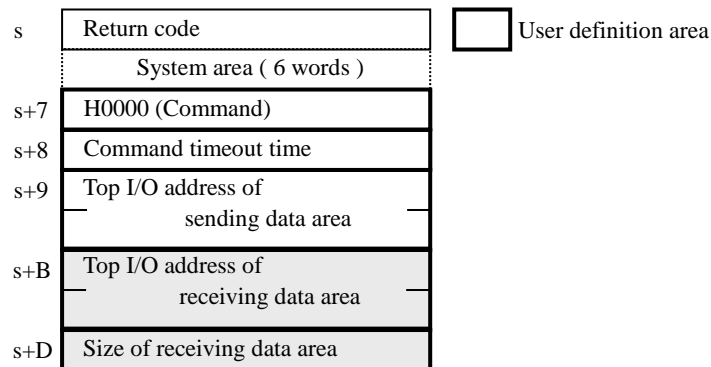 s
Return code
User definition area
System area ( 6 words )
s+7
H0000 (Command)
s+8
Command timeout time
s+9
Top I/O address of
sending data area
s+B
Top I/O address of
receiving data area
s+D
Size of receiving data area